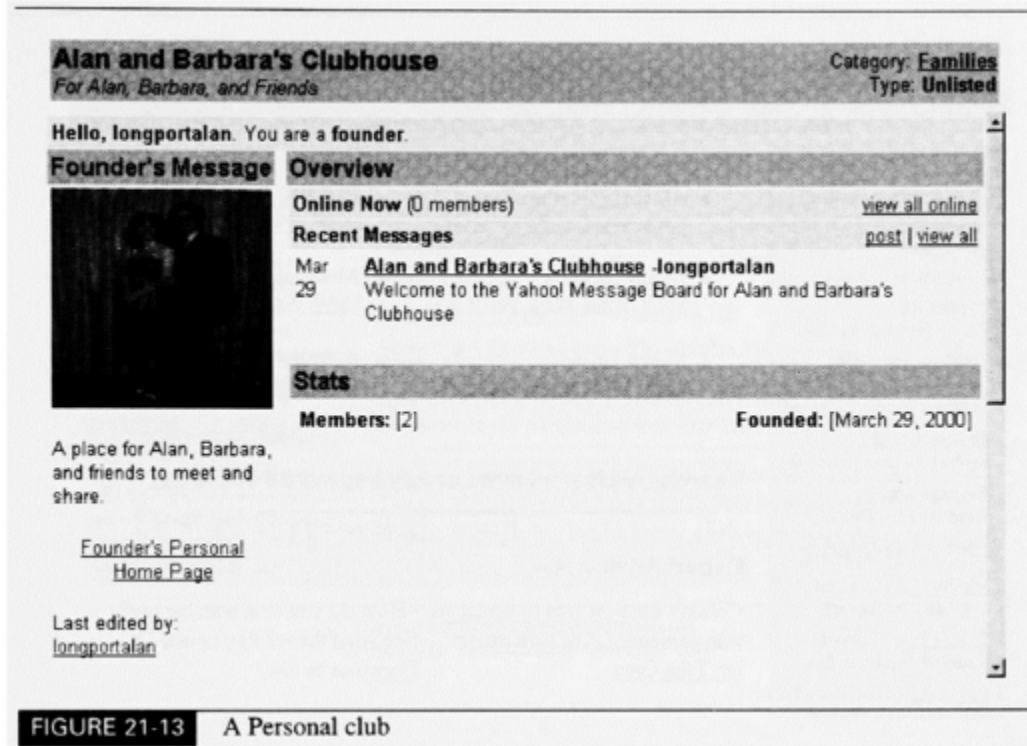 Alan and Barbara's Clubhouse
For Alan, Barbara, and Friends
Category: Families
Type: Unlisted
Hello, longportalan. You are a founder.
Founder's Message
Overview
Online Now (0 members) view all online
Recent Messages post | view all
Mar 29 Alan and Barbara's Clubhouse -longportalan
Welcome to the Yahoo! Message Board for Alan and Barbara's
Clubhouse
Stats
Members: [2] Founded: [March 29, 2000]
A place for Alan, Barbara,
and friends to meet and
share.
Founder's Personal
Home Page
Last edited by:
longportalan
FIGURE 21-13 A Personal club